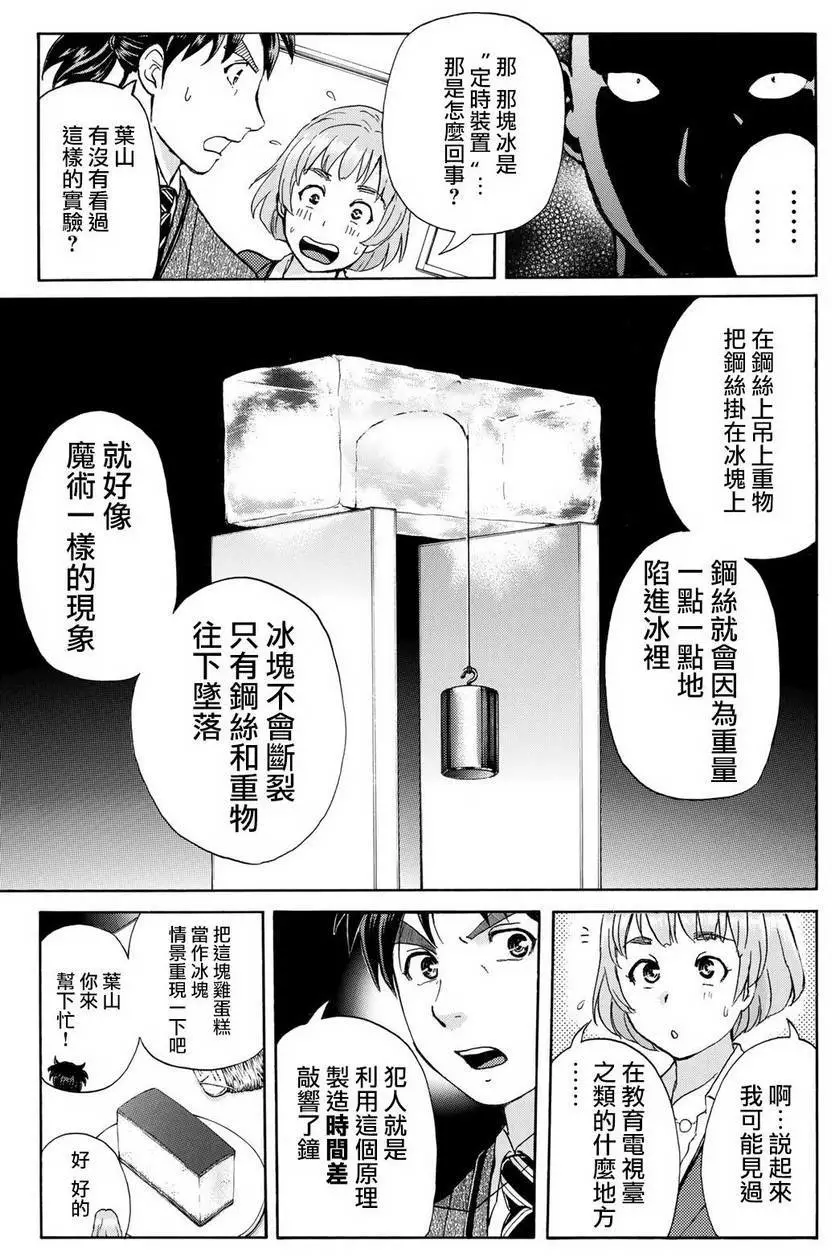 ⋯⋯
⋯⋯
那 那塊冰是
“定時裝置”…
那是怎麼回事？
葉山
有沒有看過
這樣的實驗？
在鋼絲上吊上重物
把鋼絲掛在冰塊上
鋼絲就會因為重量
一點一點地
陷進冰裡
冰塊不會斷裂
只有鋼絲和重物
往下墜落
就好像
魔術一樣的現象
啊…說起來
我可能見過
在教育電視臺
之類的什麼地方
⋯⋯
犯人就是
利用這個原理
製造時間差
敲響了鐘
把這塊雞蛋糕
當作冰塊
情景重現一下吧
葉山
你來
幫下忙！
好 好的